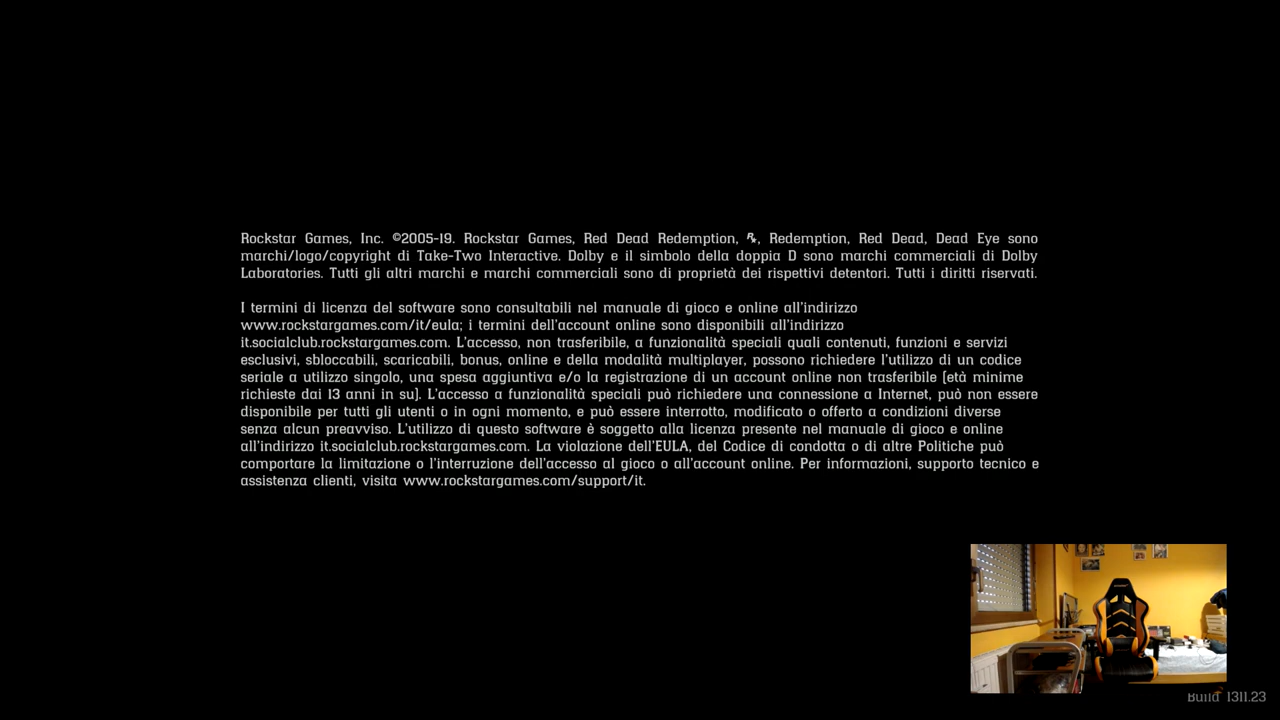 Rockstar Games, Inc. ©2005-19. Rockstar Games, Red Dead Redemption, R*, Redemption, Red Dead, Dead Eye sono
marchi/logo/copyright di Take-Two Interactive. Dolby e il simbolo della doppia D sono marchi commerciali di Dolby
Laboratories. Tutti gli altri marchi e marchi commerciali sono di proprietà dei rispettivi detentori. Tutti i diritti riservati.
I termini di licenza del software sono consultabili nel manuale di gioco e online all'indirizzo
www.rockstargames.com/it/eula; i termini dell'account online sono disponibili all'indirizzo
it.socialclub.rockstargames.com. L'accesso, non trasferibile, a funzionalità speciali quali contenuti, funzioni e servizi
esclusivi, sbloccabili, scaricabili, bonus, online e della modalità multiplayer, possono richiedere l'utilizzo di un codice
seriale a utilizzo singolo, una spesa aggiuntiva e/o la registrazione di un account online non trasferibile (età minime
richieste dai 13 anni in su). L'accesso a funzionalità speciali può richiedere una connessione a Internet, può non essere
disponibile per tutti gli utenti o in ogni momento, e può essere interrotto, modificato o offerto a condizioni diverse
senza alcun preavviso. L'utilizzo di questo software è soggetto alla licenza presente nel manuale di gioco e online
all'indirizzo it.socialclub.rockstargames.com. La violazione dell'EULA, del Codice di condotta o di altre Politiche può
comportare la limitazione o l'interruzione dell'accesso al gioco o all'account online. Per informazioni, supporto tecnico e
assistenza clienti, visita www.rockstargames.com/support/it.
Build 1311.23